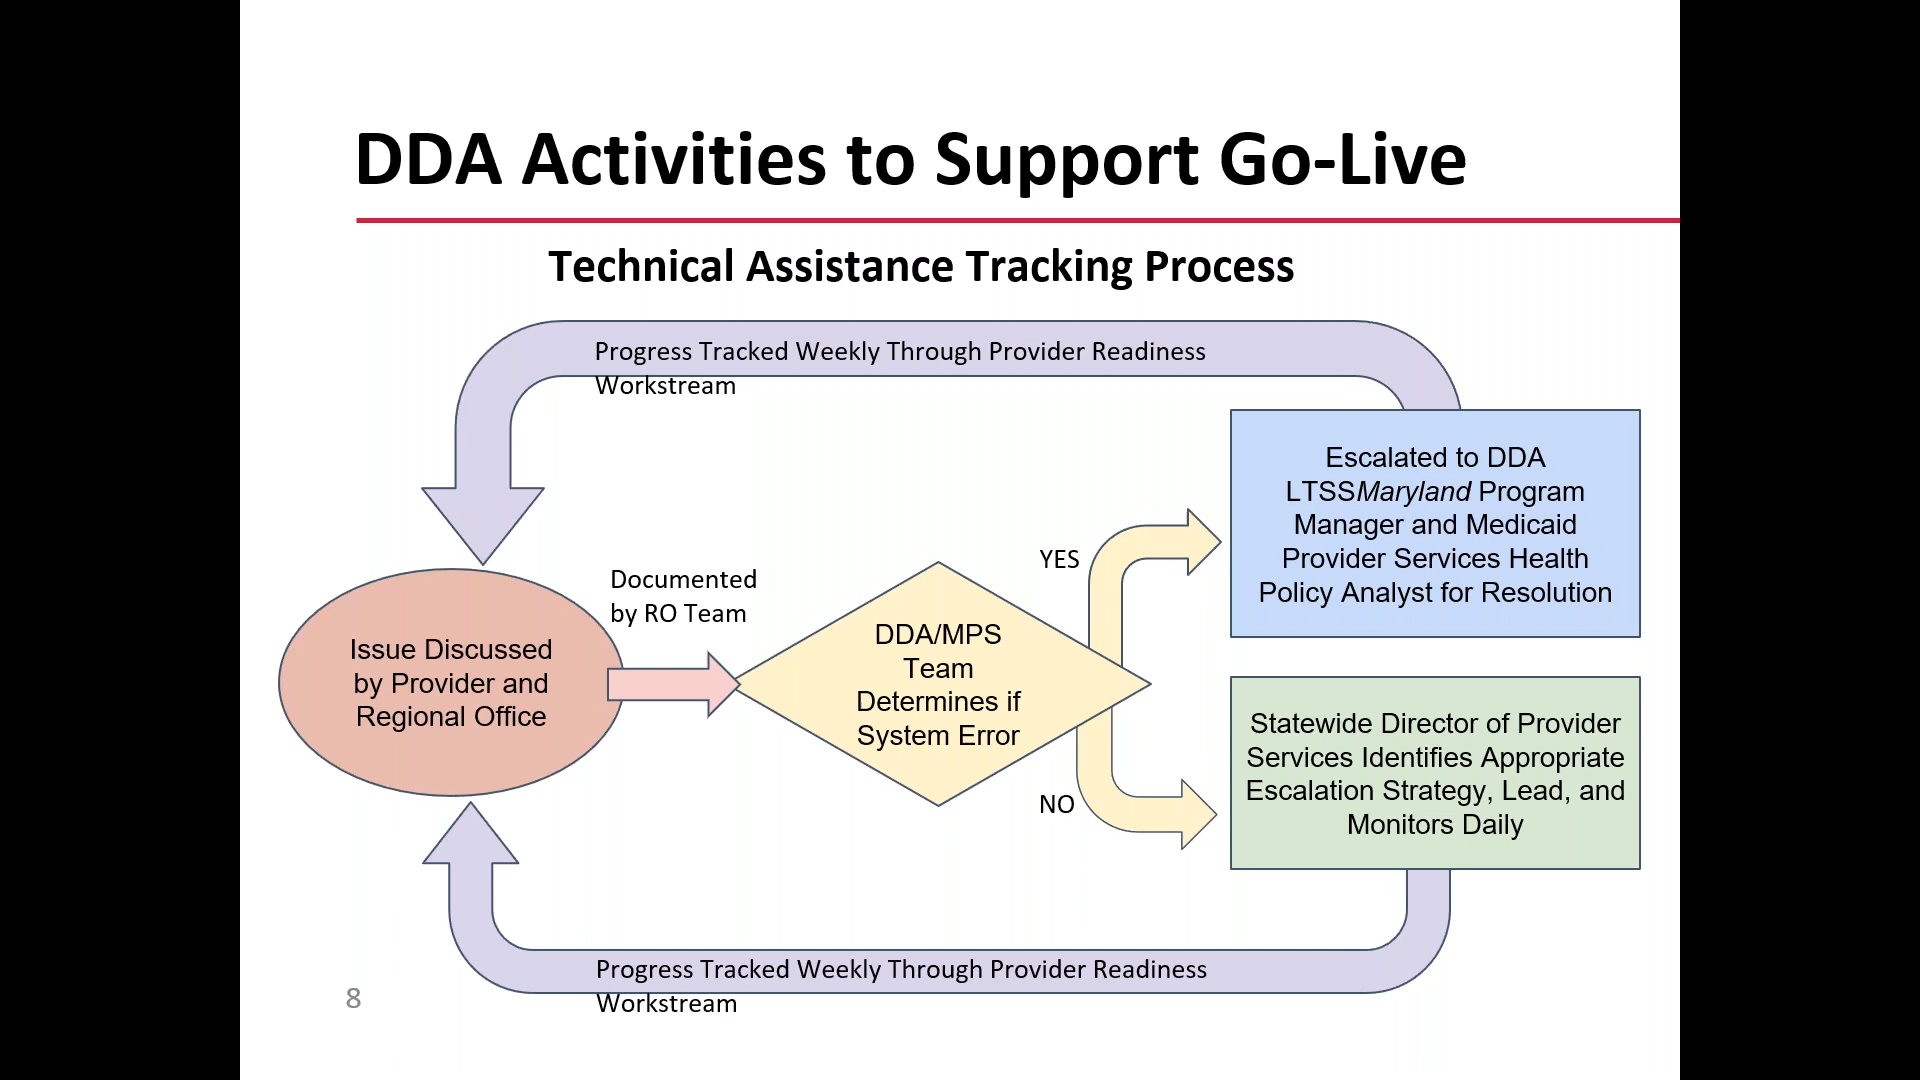 DDA Activities to Support Go-Live
Technical Assistance Tracking Process
Progress Tracked Weekly Through Provider Readiness
Workstream
Escalated to DDA
LTSSMaryland Program
Manager and Medicaid
Provider Services Health
Policy Analyst for Resolution
YES
Documented
by RO Team
Issue Discussed
by Provider and
Regional Office
DDA/MPS
Team
Determines if
System Error
NO
Statewide Director of Provider
Services Identifies Appropriate
Escalation Strategy, Lead, and
Monitors Daily
Progress Tracked Weekly Through Provider Readiness
Workstream
8